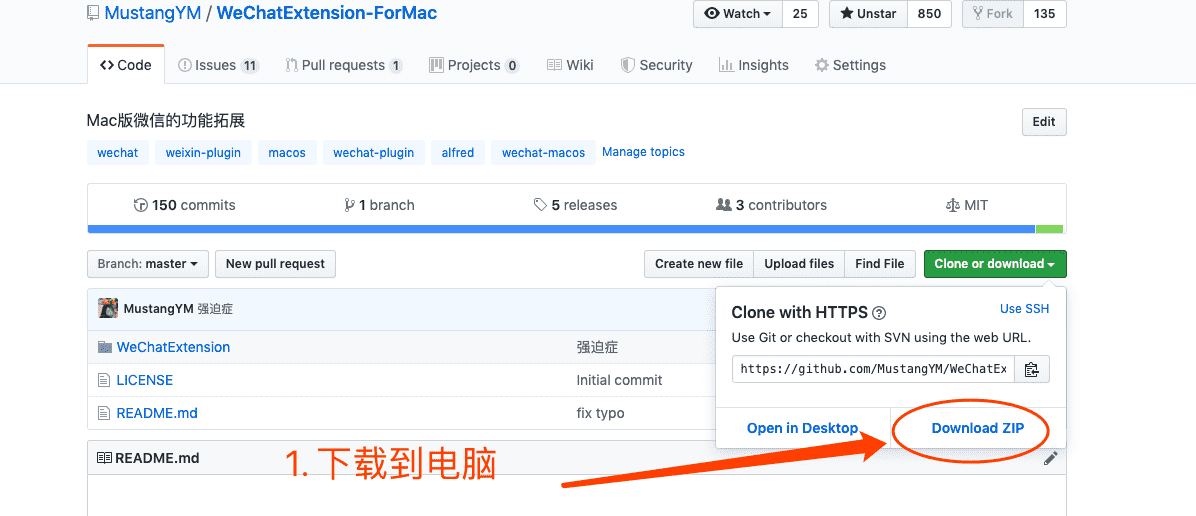 MustangYM / WeChatExtension-ForMac
Watch 25 Unstar 850 Fork 135
Code Issues 11 Pull requests 1 Projects 0 Wiki Security Insights Settings
Mac版微信的功能拓展
Edit
wechat weixin-plugin macos wechat-plugin alfred wechat-macos Manage topics
150 commits 1 branch 5 releases 3 contributors MIT
Branch: master New pull request Create new file Upload files Find File Clone or download
MustangYM 强迫症
Clone with HTTPS Use SSH
Use Git or checkout with SVN using the web URL.
WeChatExtension 强迫症
https://github.com/MustangYM/WeChatEx
LICENSE Initial commit
README.md fix typo
Open in Desktop Download ZIP
README.md
1. 下载到电脑